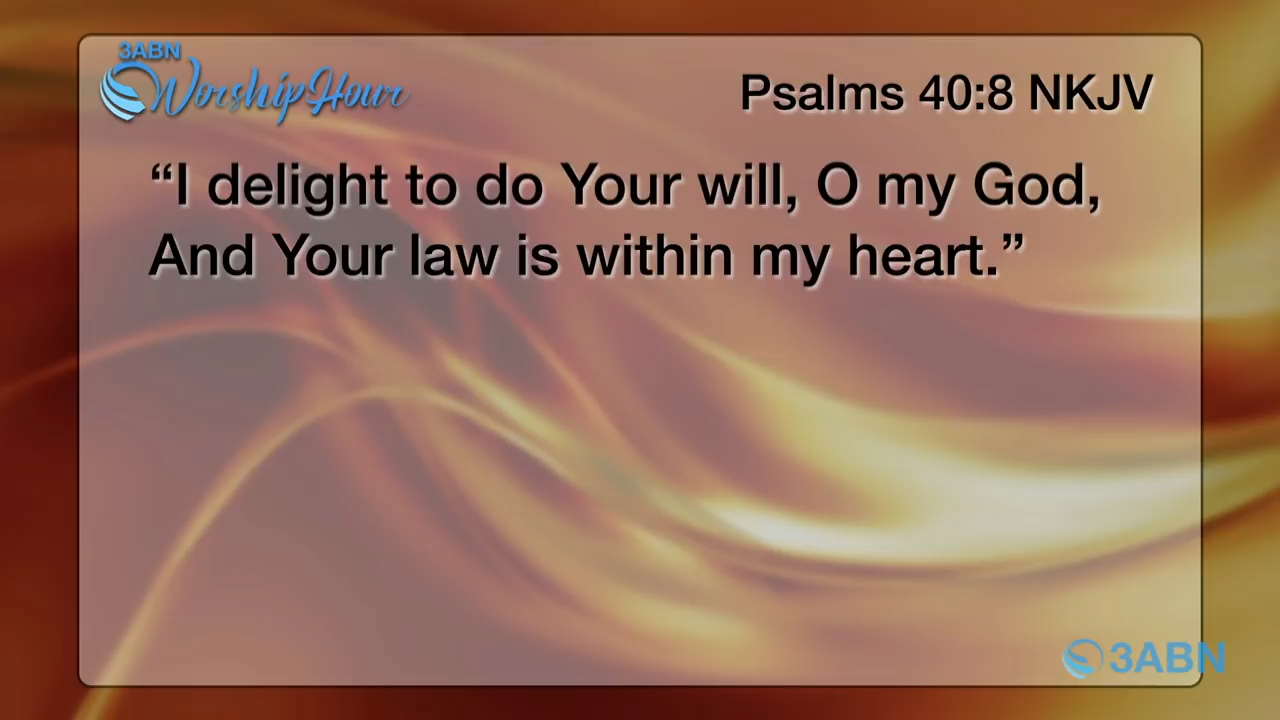 3ABN
Worship Hour
Psalms 40:8 NKJV
“I delight to do Your will, O my God,
And Your law is within my heart.”
3ABN